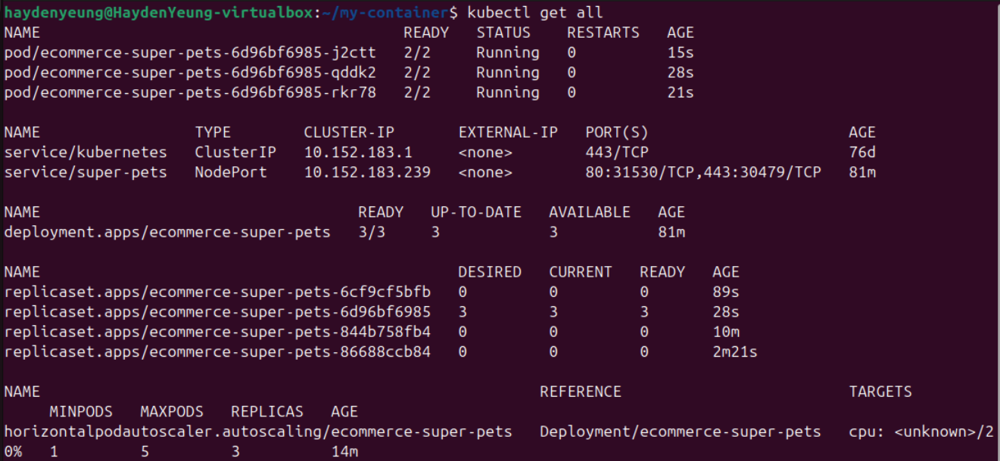 haydenyeung@HaydenYeung-virtualbox:~/my-container$ kubectl get all
NAME READY STATUS RESTARTS AGE
pod/ecommerce-super-pets-6d96bf6985-j2ctt 2/2 Running 0 15s
pod/ecommerce-super-pets-6d96bf6985-qddk2 2/2 Running 0 28s
pod/ecommerce-super-pets-6d96bf6985-rkr78 2/2 Running 0 21s
NAME TYPE CLUSTER-IP EXTERNAL-IP PORT(S) AGE
service/kubernetes ClusterIP 10.152.183.1 <none> 443/TCP 76d
service/super-pets NodePort 10.152.183.239 <none> 80:31530/TCP,443:30479/TCP 81m
NAME READY UP-TO-DATE AVAILABLE AGE
deployment.apps/ecommerce-super-pets 3/3 3 3 81m
NAME DESIRED CURRENT READY AGE
replicaset.apps/ecommerce-super-pets-6cf9cf5bfb 0 0 0 89s
replicaset.apps/ecommerce-super-pets-6d96bf6985 3 3 3 28s
replicaset.apps/ecommerce-super-pets-844b758fb4 0 0 0 10m
replicaset.apps/ecommerce-super-pets-86688ccb84 0 0 0 2m21s
NAME REFERENCE TARGETS
MINPODS MAXPODS REPLICAS AGE
horizontalpodautoscaler.autoscaling/ecommerce-super-pets Deployment/ecommerce-super-pets cpu: <unknown>/2
0% 1 5 3 14m